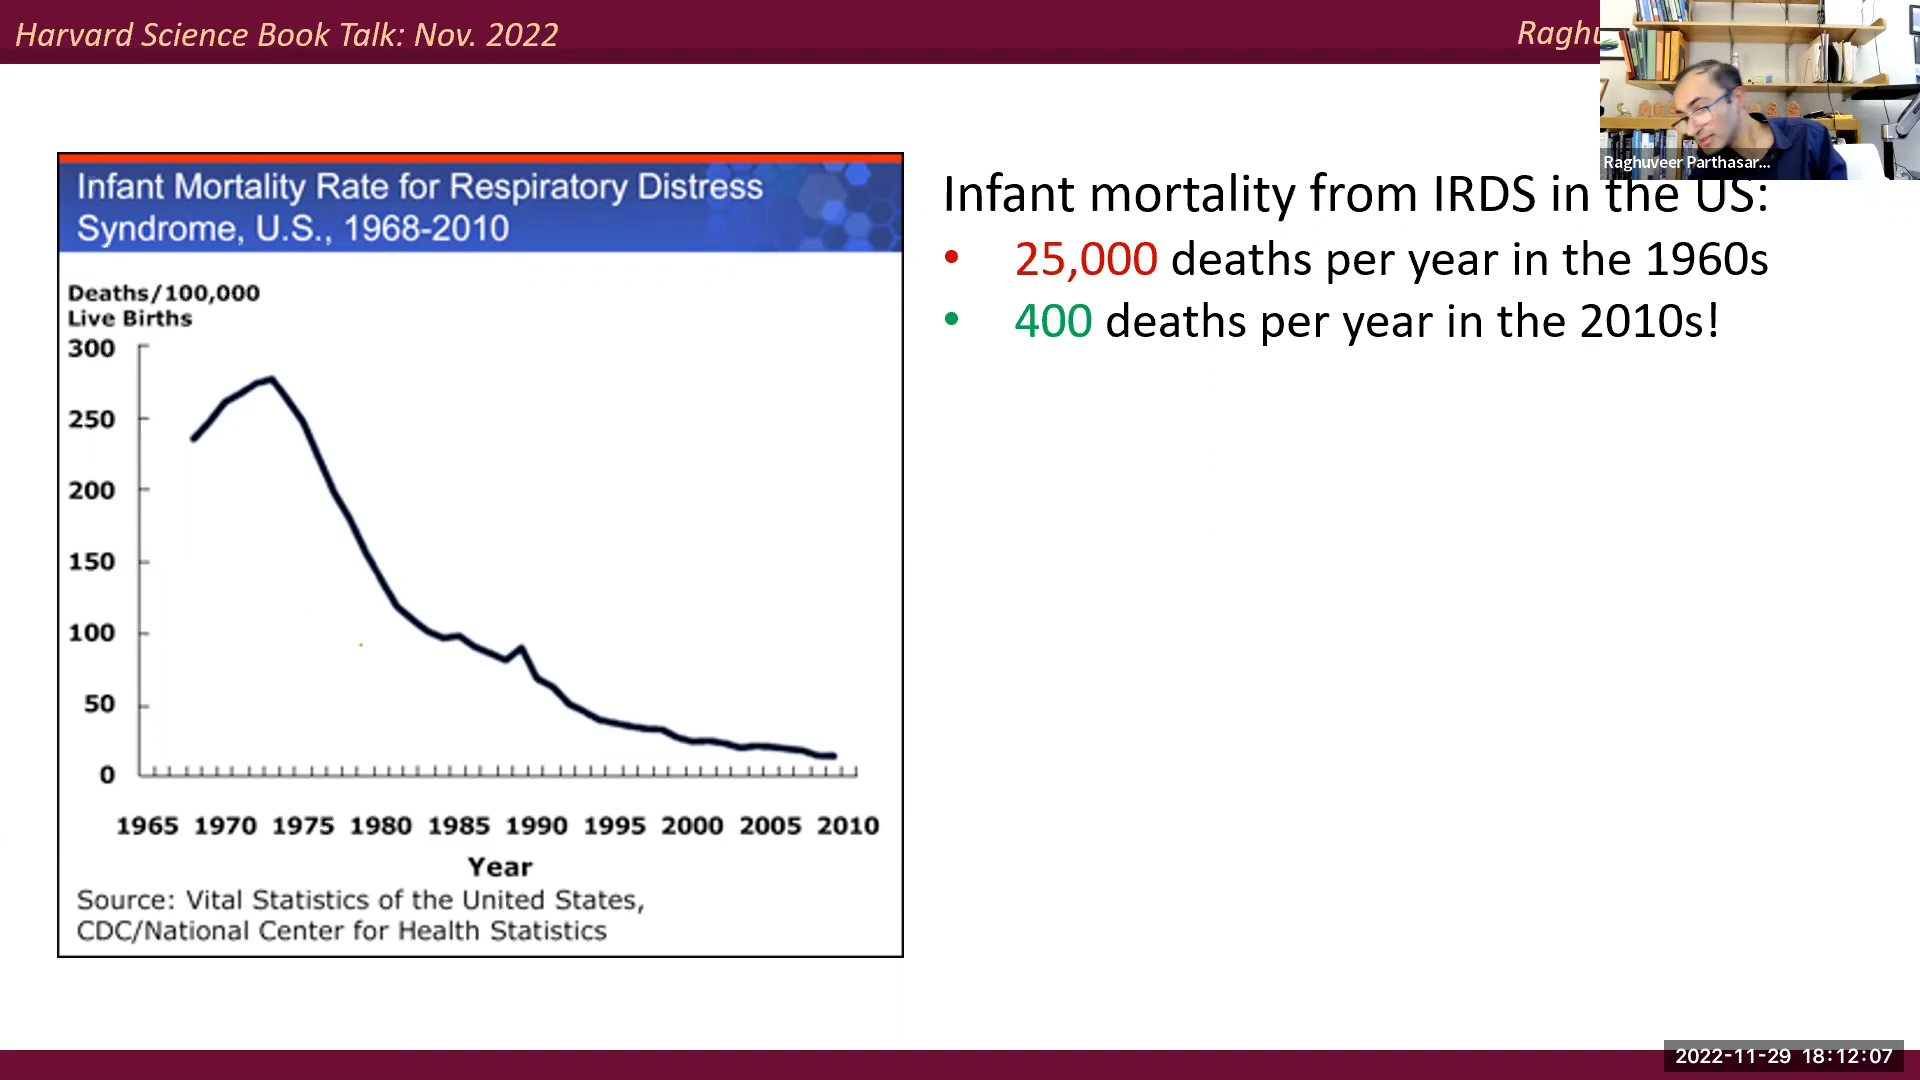 Harvard Science Book Talk: Nov. 2022
Raghu
Raghuveer Parthasar...
Infant Mortality Rate for Respiratory Distress
Syndrome, U.S., 1968-2010
Deaths/100,000
Live Births
300
250
200
150
100
50
0
1965 1970 1975 1980 1985 1990 1995 2000 2005 2010
Year
Source: Vital Statistics of the United States,
CDC/National Center for Health Statistics
Infant mortality from IRDS in the US:
• 25,000 deaths per year in the 1960s
• 400 deaths per year in the 2010s!
2022-11-29 18:12:07